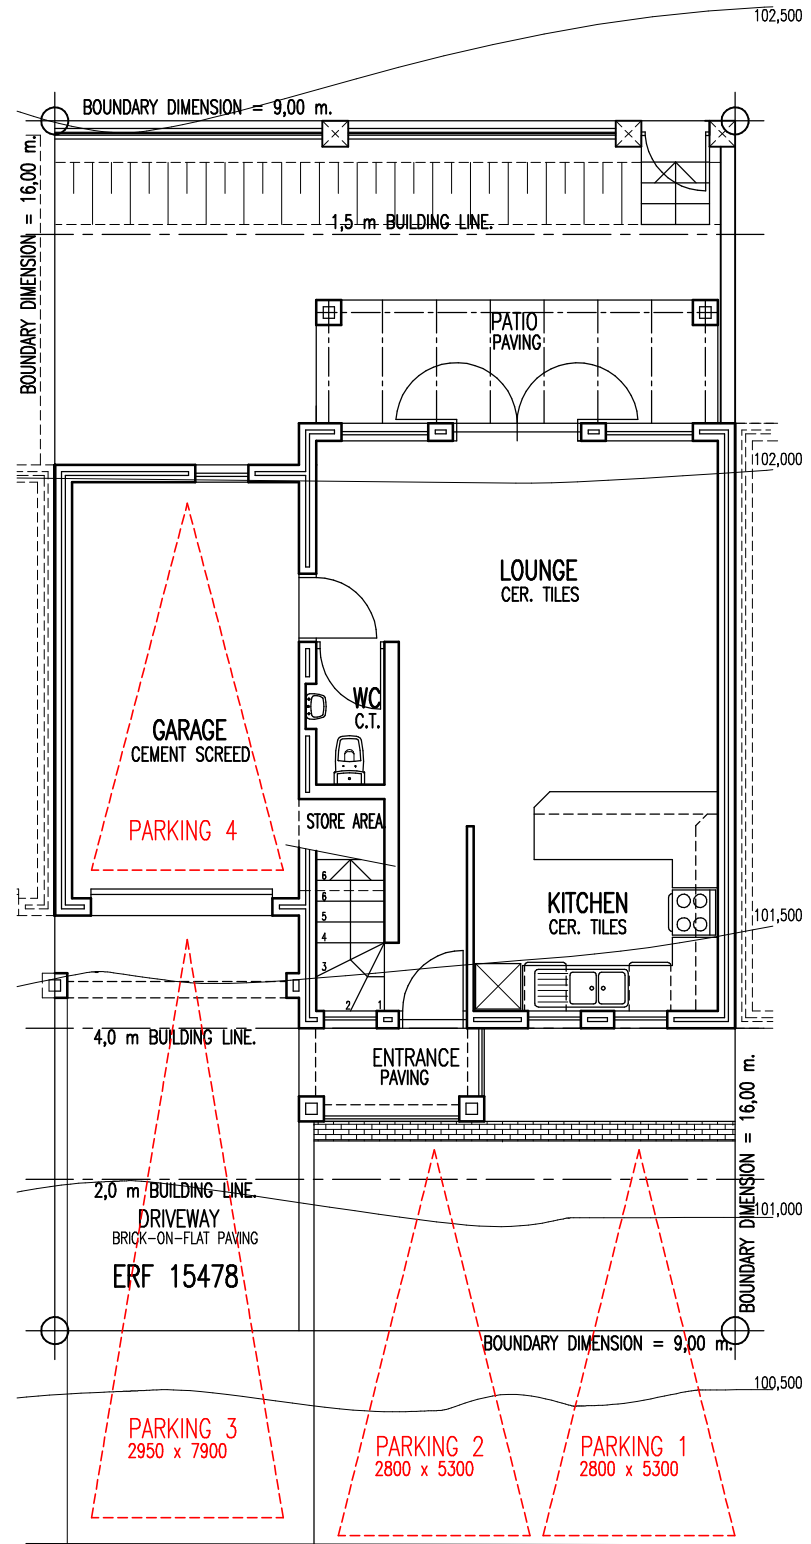 102,500
BOUNDARY DIMENSION = 9,00 m.
BOUNDARY DIMENSION = 16,00 m.
1,5 m BUILDING LINE.
PATIO
PAVING
102,000
LOUNGE
CER. TILES
WC
C.T.
GARAGE
CEMENT SCREED
PARKING 4
STORE AREA
6
6
5
4
3
2
1
KITCHEN
CER. TILES
101,500
4,0 m BUILDING LINE.
ENTRANCE
PAVING
BOUNDARY DIMENSION = 16,00 m.
2,0 m BUILDING LINE.
DRIVEWAY
BRICK-ON-FLAT PAVING
101,000
ERF 15478
BOUNDARY DIMENSION = 9,00 m.
100,500
PARKING 3
2950 x 7900
PARKING 2
2800 x 5300
PARKING 1
2800 x 5300